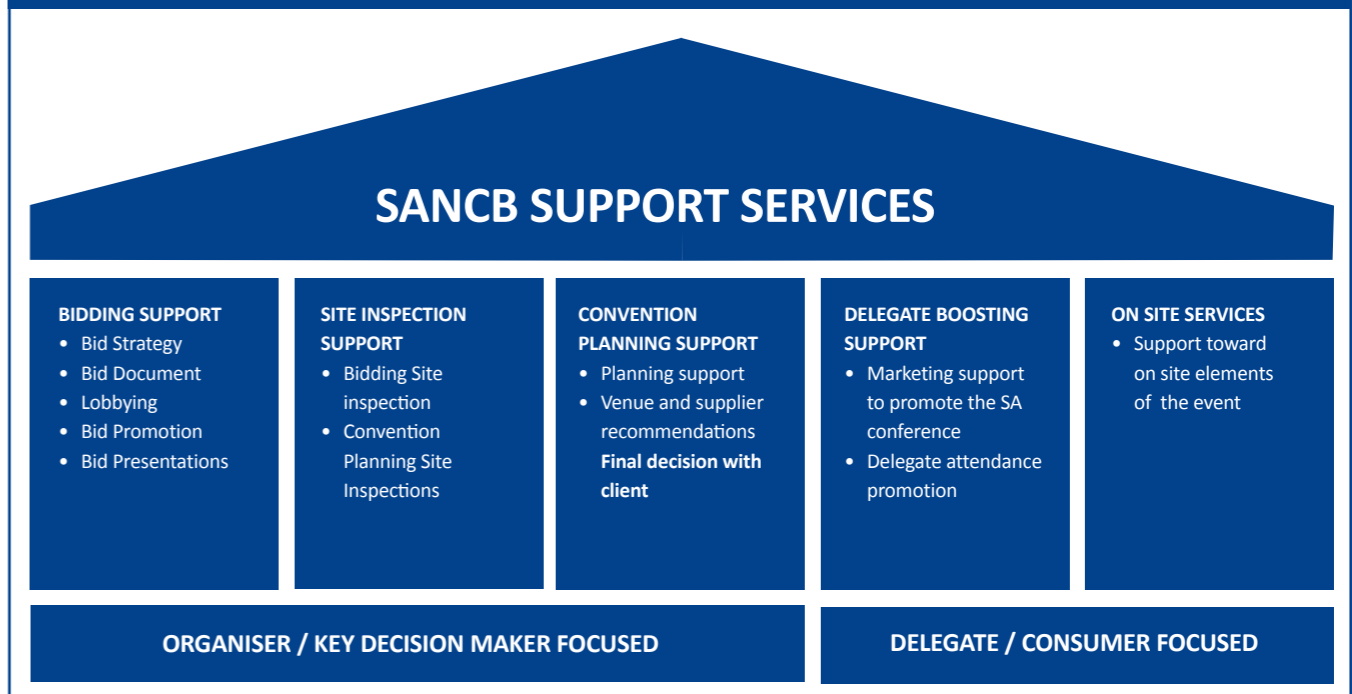 SANCB SUPPORT SERVICES
BIDDING SUPPORT
• Bid Strategy
• Bid Document
• Lobbying
• Bid Promotion
• Bid Presentations
SITE INSPECTION
SUPPORT
• Bidding Site
inspection
• Convention
Planning Site
Inspections
CONVENTION
PLANNING SUPPORT
• Planning support
• Venue and supplier
recommendations
Final decision with
client
DELEGATE BOOSTING
SUPPORT
• Marketing support
to promote the SA
conference
• Delegate attendance
promotion
ON SITE SERVICES
• Support toward
on site elements
of the event
ORGANISER / KEY DECISION MAKER FOCUSED
DELEGATE / CONSUMER FOCUSED